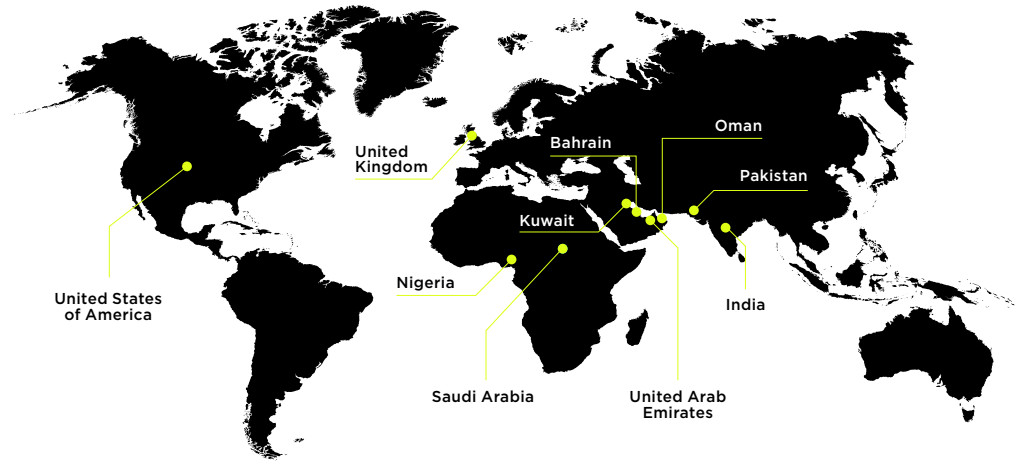 Oman
Bahrain
United
Kingdom
Pakistan
Kuwait
Nigeria
United States
of America
India
Saudi Arabia
United Arab
Emirates